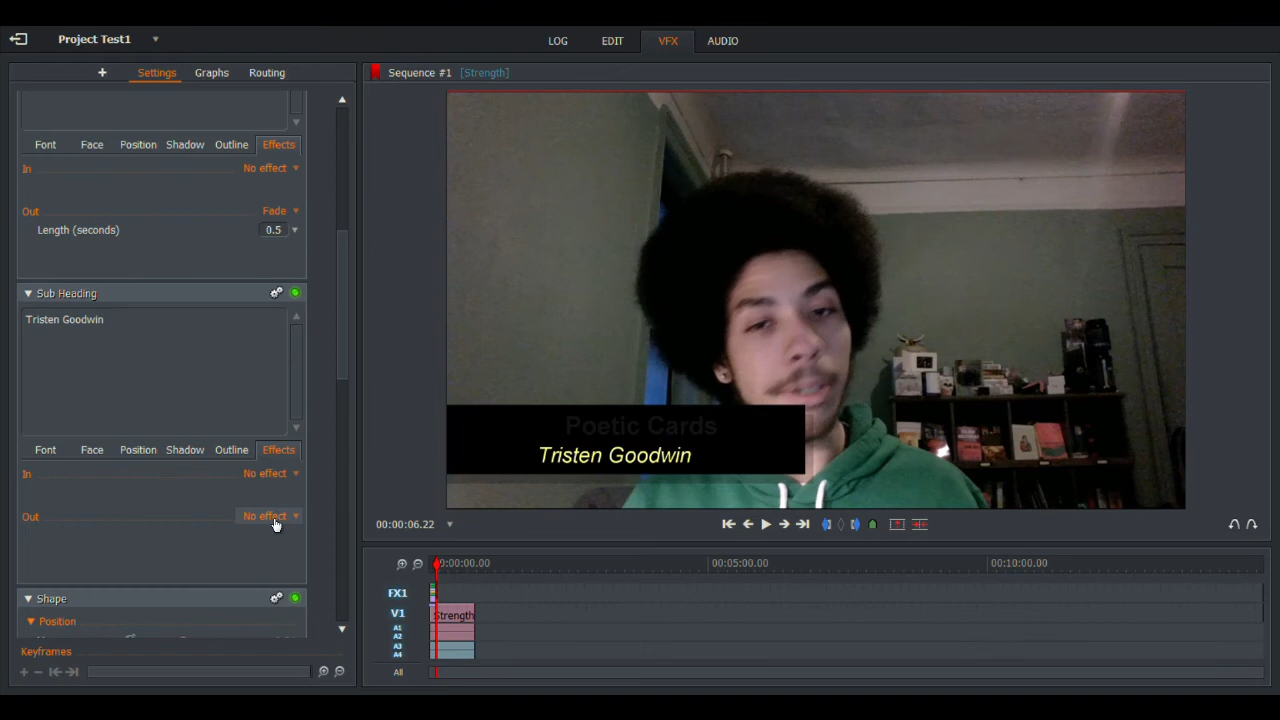 Project Test1
LOG EDIT VFX AUDIO
+ Settings Graphs Routing
Sequence #1 [Strength]
Font Face Position Shadow Outline Effects
In No effect
Out Fade
Length (seconds) 0.5
Sub Heading
Tristen Goodwin
Font Face Position Shadow Outline Effects
In No effect
Out No effect
Shape
Position
Keyframes
Poetic Cards
Tristen Goodwin
00:00:06.22
0:00:00.00 00:05:00.00 00:10:00.00
FX1
V1 Strength
A1
A2
A3
A4
All